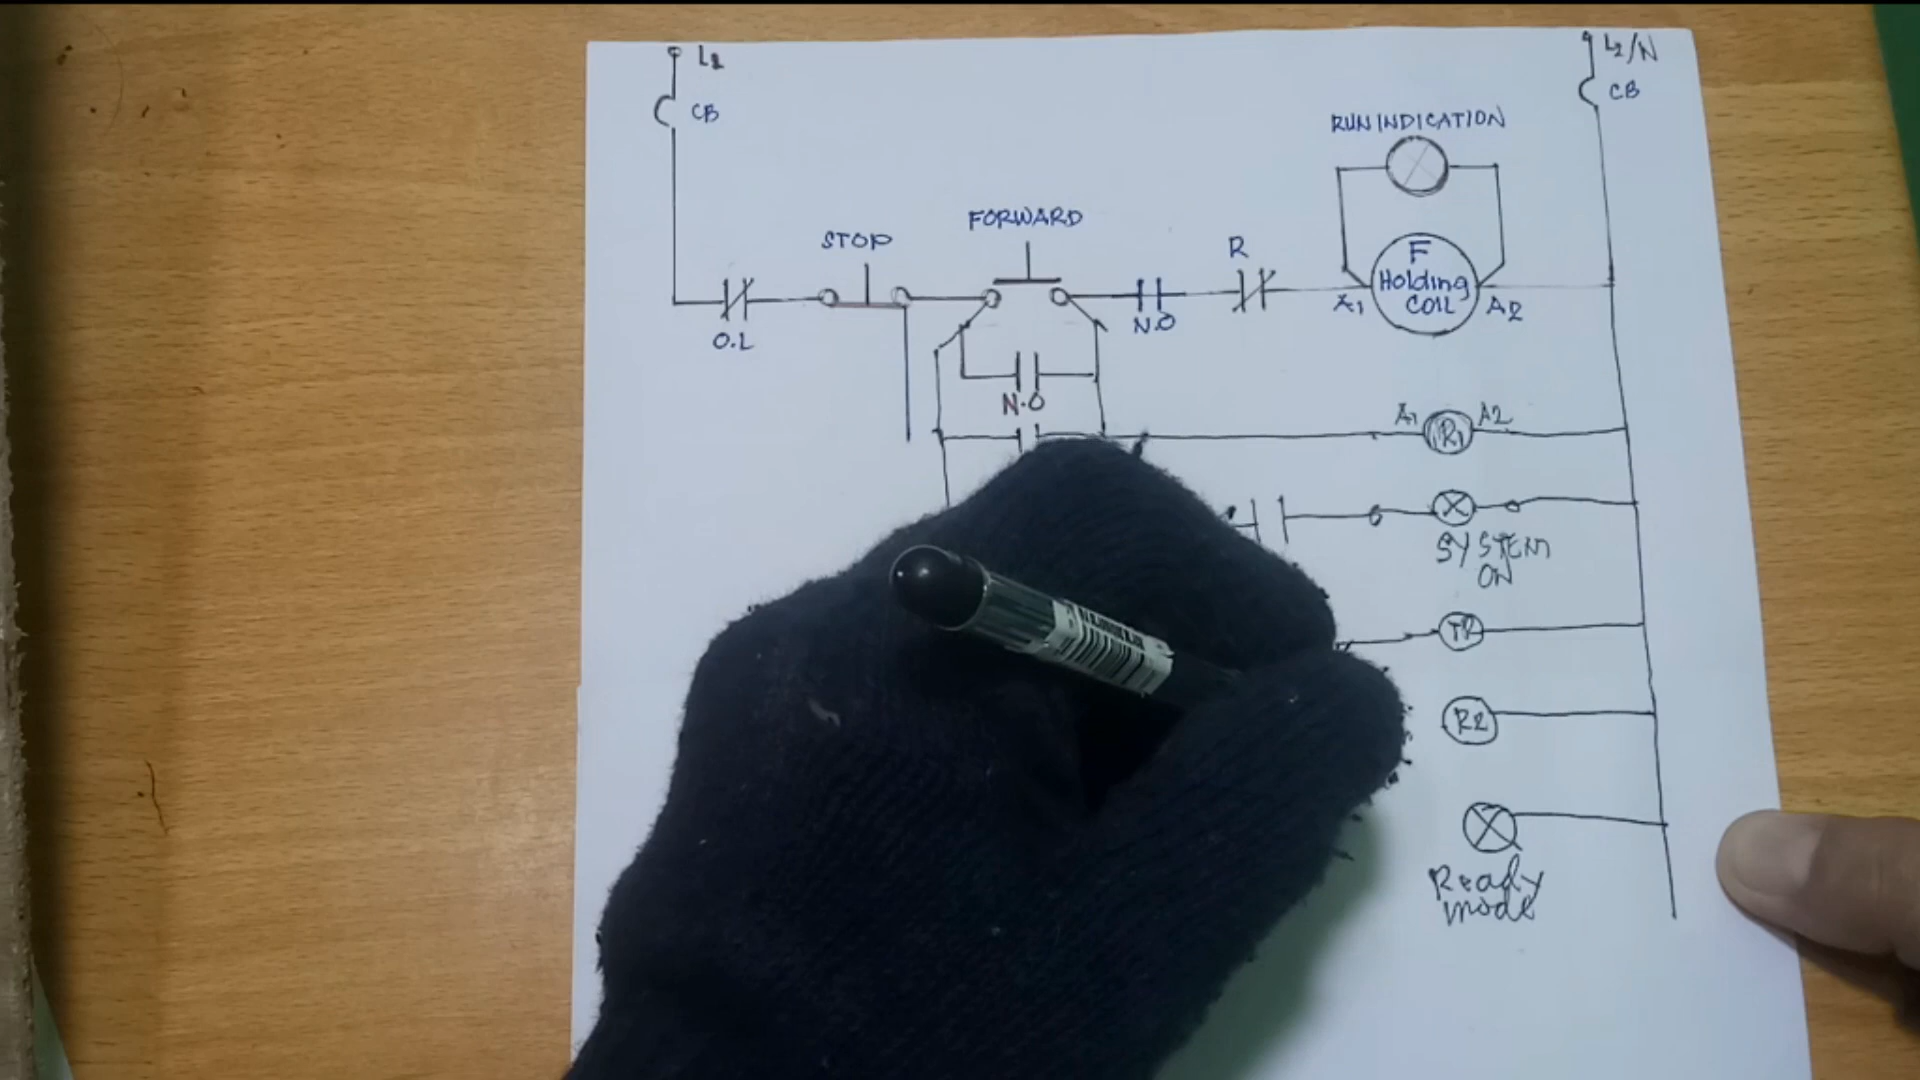 L1
L2/N
CB
CB
RUN INDICATION
FORWARD
STOP
R
F
Holding
COIL
A1
A2
N.O
O.L
N.O
A1
A2
R1
SYSTEM
ON
TR
R2
Ready
mode